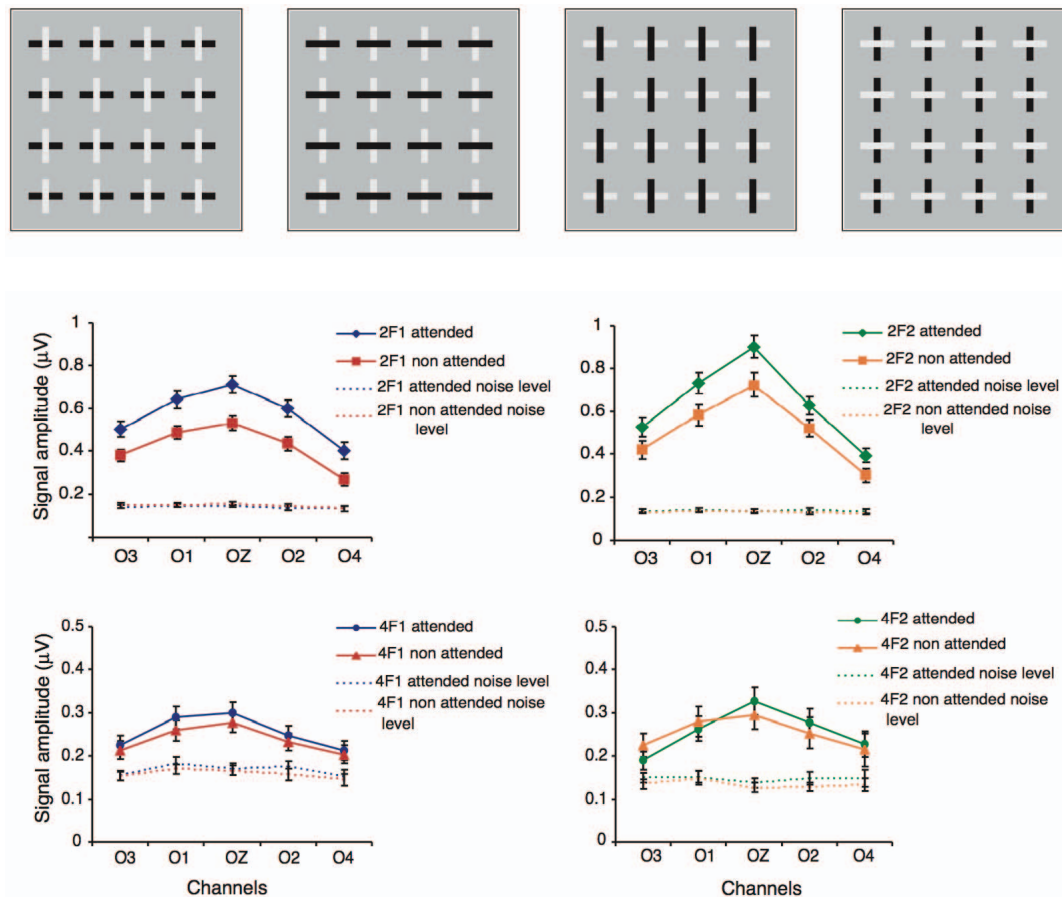 Signal amplitude (μV)
1
0.8
0.6
0.4
0.2
O3 O1 OZ O2 O4
2F1 attended
2F1 non attended
2F1 attended noise level
2F1 non attended noise
level
1
0.8
0.6
0.4
0.2
0
O3 O1 OZ O2 O4
2F2 attended
2F2 non attended
2F2 attended noise level
2F2 non attended noise
level
Signal amplitude (μV)
0.5
0.4
0.3
0.2
0.1
0
O3 O1 OZ O2 O4
Channels
4F1 attended
4F1 non attended
4F1 attended noise level
4F1 non attended noise
level
0.5
0.4
0.3
0.2
0.1
0
O3 O1 OZ O2 O4
Channels
4F2 attended
4F2 non attended
4F2 attended noise level
4F2 non attended noise
level